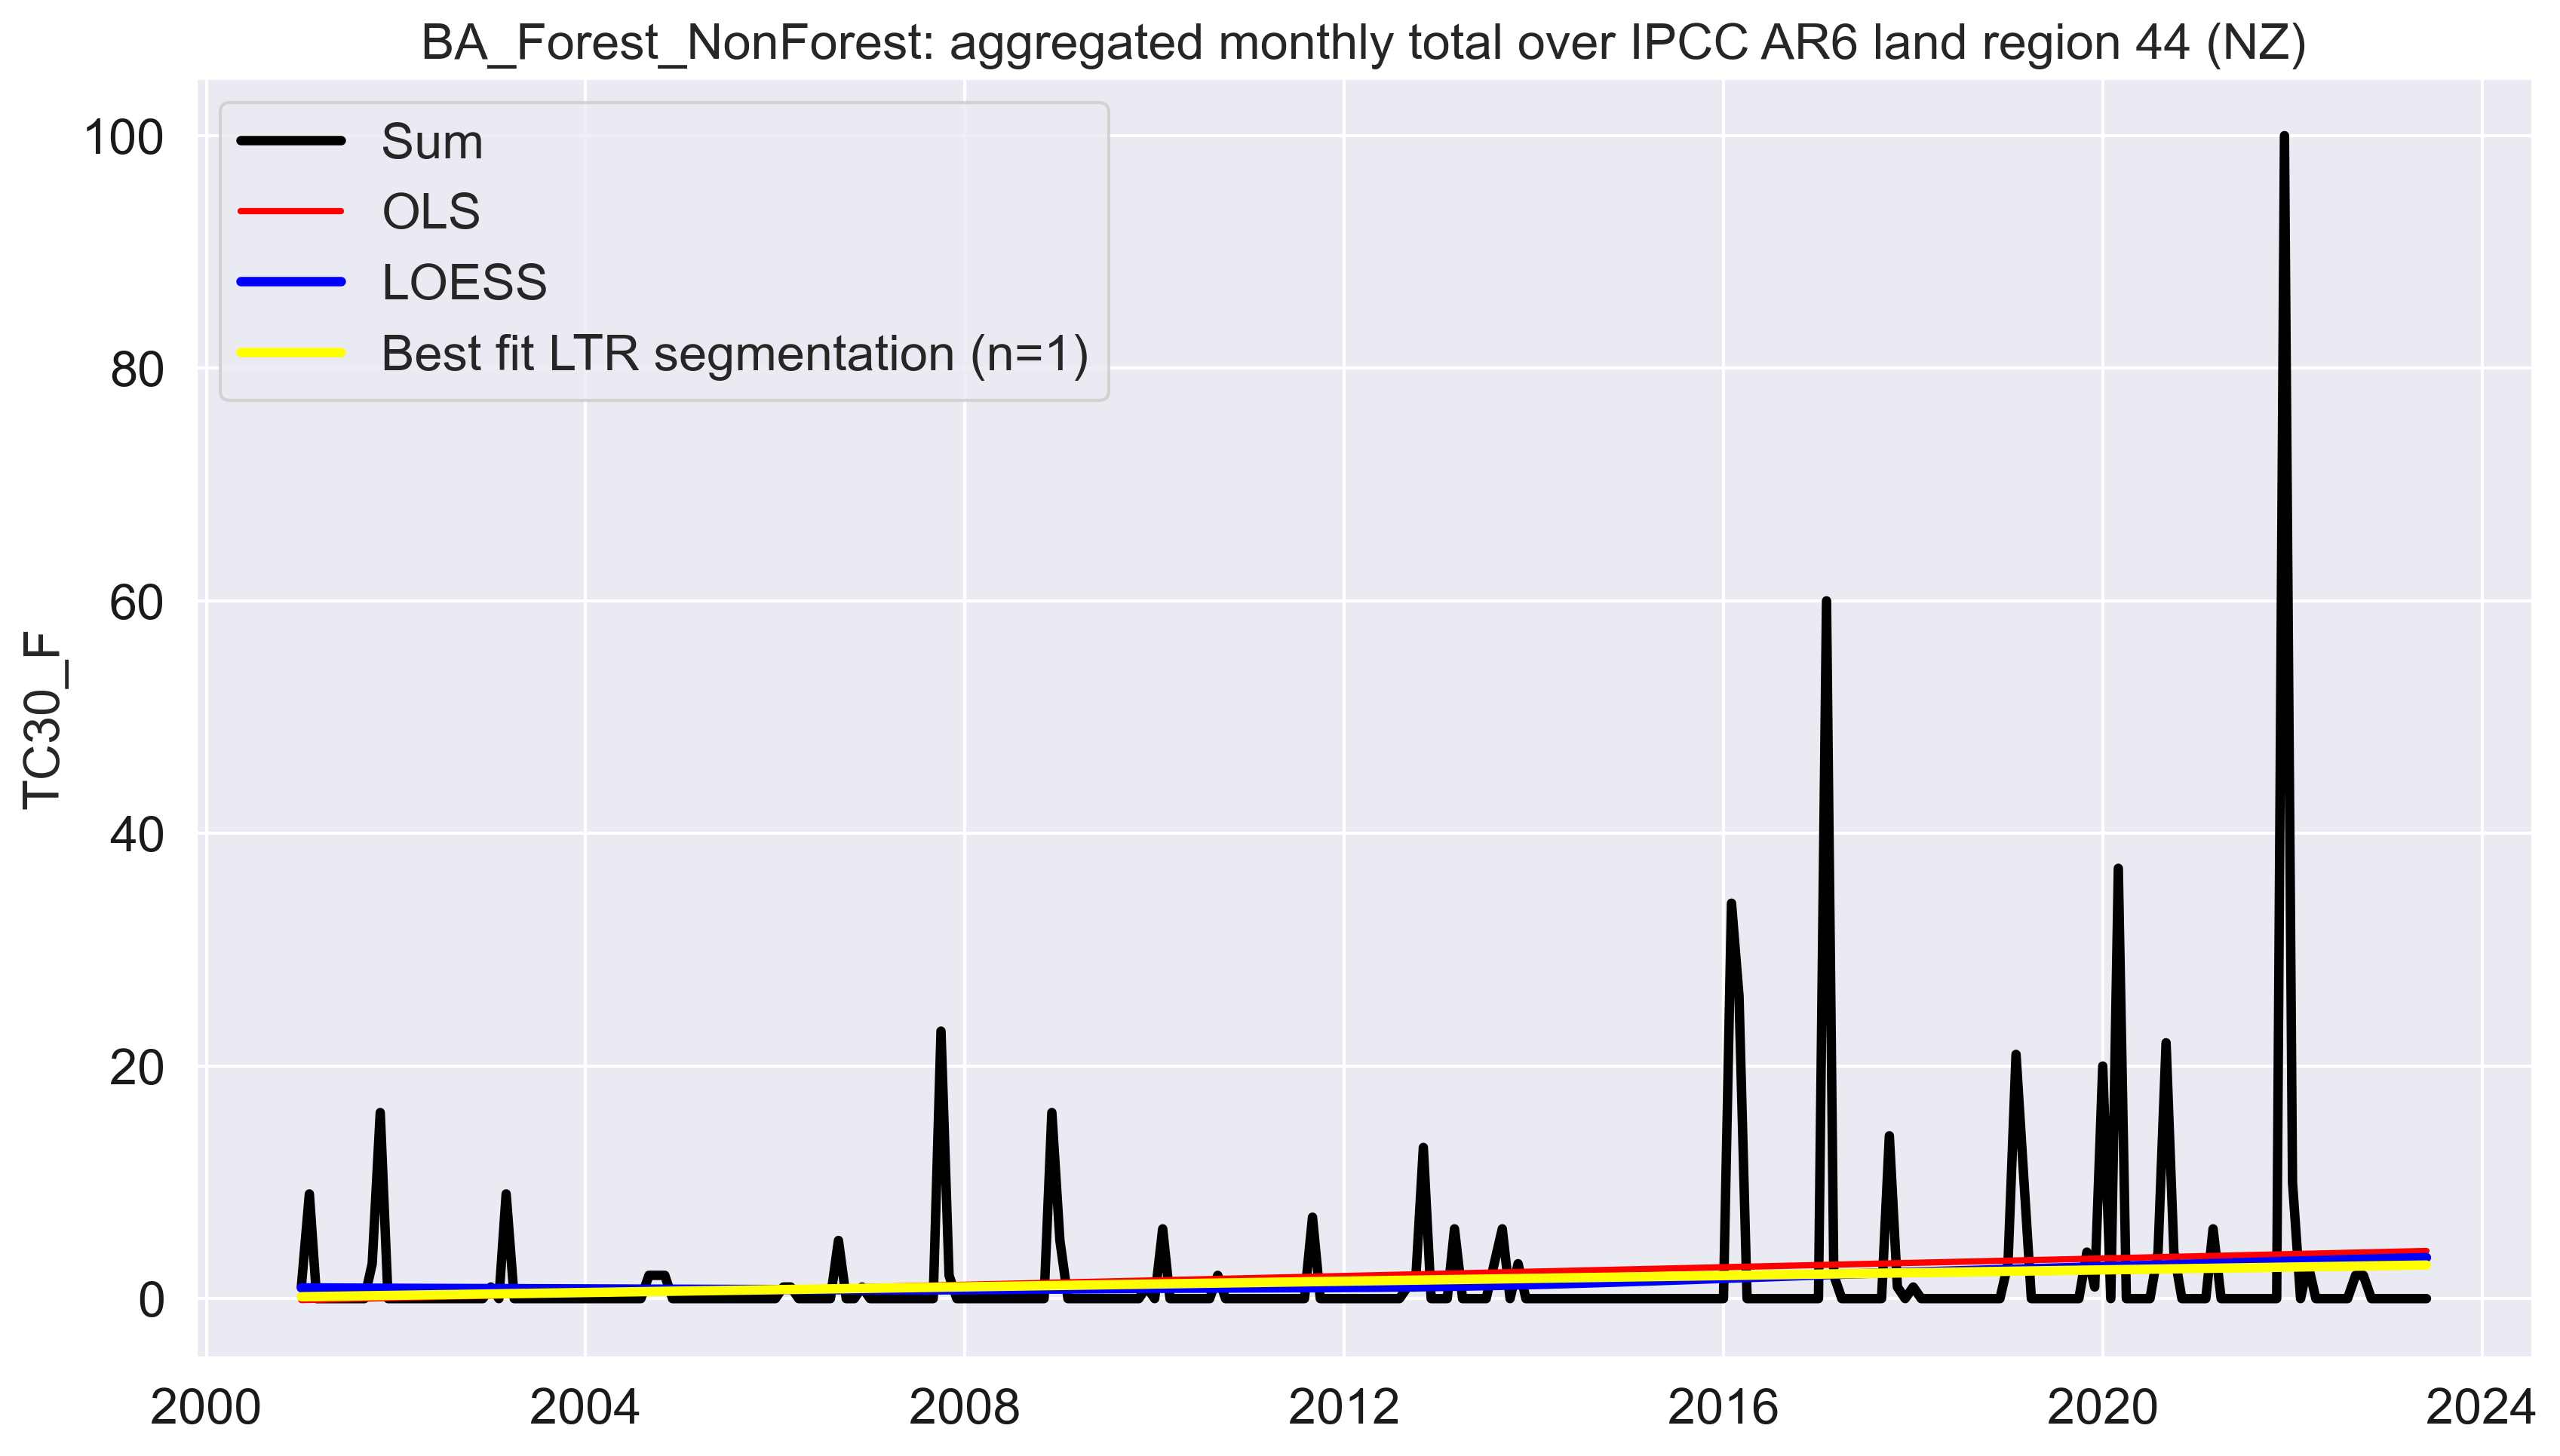 BA_Forest_NonForest: aggregated monthly total over IPCC AR6 land region 44 (NZ)
Sum
OLS
LOESS
Best fit LTR segmentation (n=1)
TC30_F
100
80
60
40
20
0
2000 2004 2008 2012 2016 2020 2024